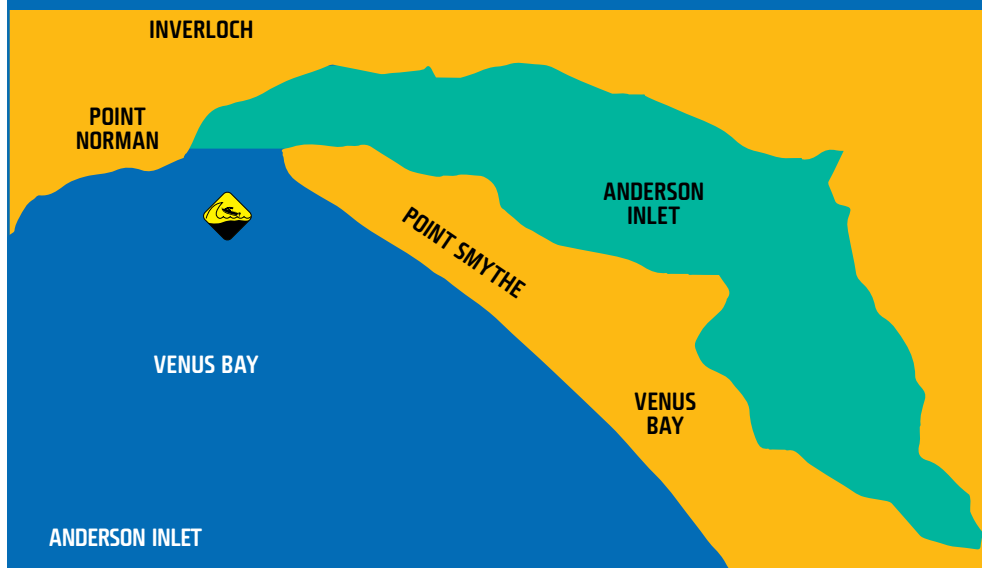 INVERLOCH
POINT
NORMAN
ANDERSON
INLET
POINT SMYTHE
VENUS BAY
VENUS
BAY
ANDERSON INLET